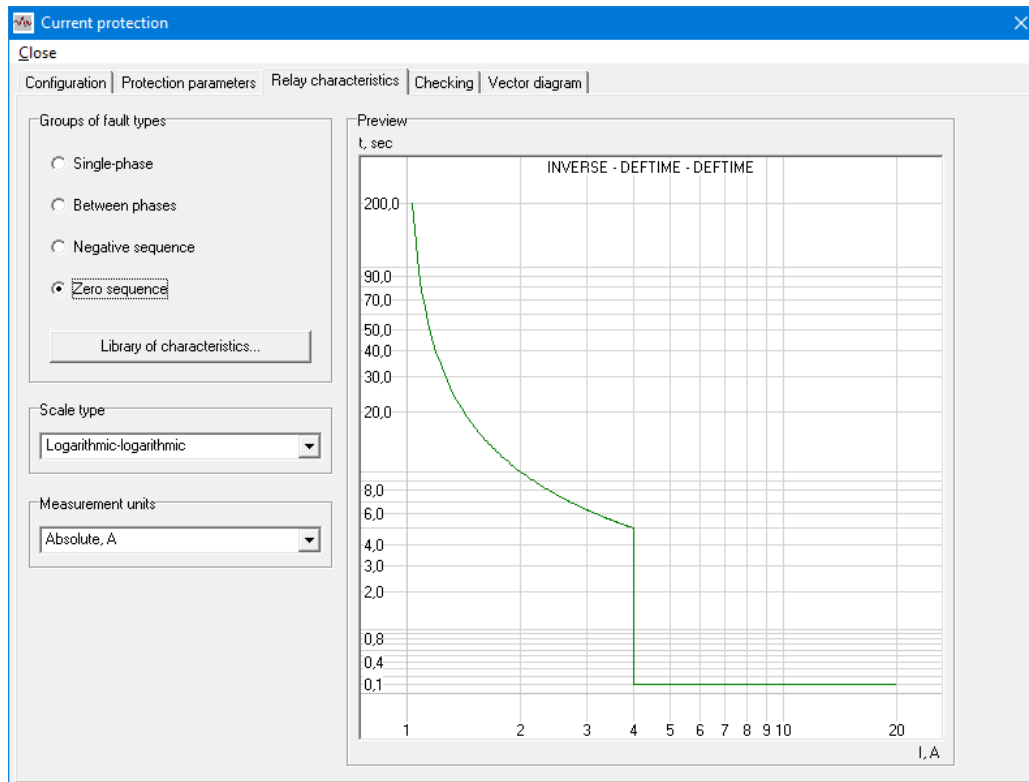 Current protection
Close
Configuration Protection parameters Relay characteristics Checking Vector diagram
Groups of fault types
Single-phase
Between phases
Negative sequence
Zero sequence
Library of characteristics...
Scale type
Logarithmic-logarithmic
Measurement units
Absolute, A
Preview
t, sec
INVERSE - DEFTIME - DEFTIME
200,0
90,0
70,0
50,0
40,0
30,0
20,0
8,0
6,0
4,0
3,0
2,0
0,8
0,4
0,1
1 2 3 4 5 6 7 8 9 10 20
I, A